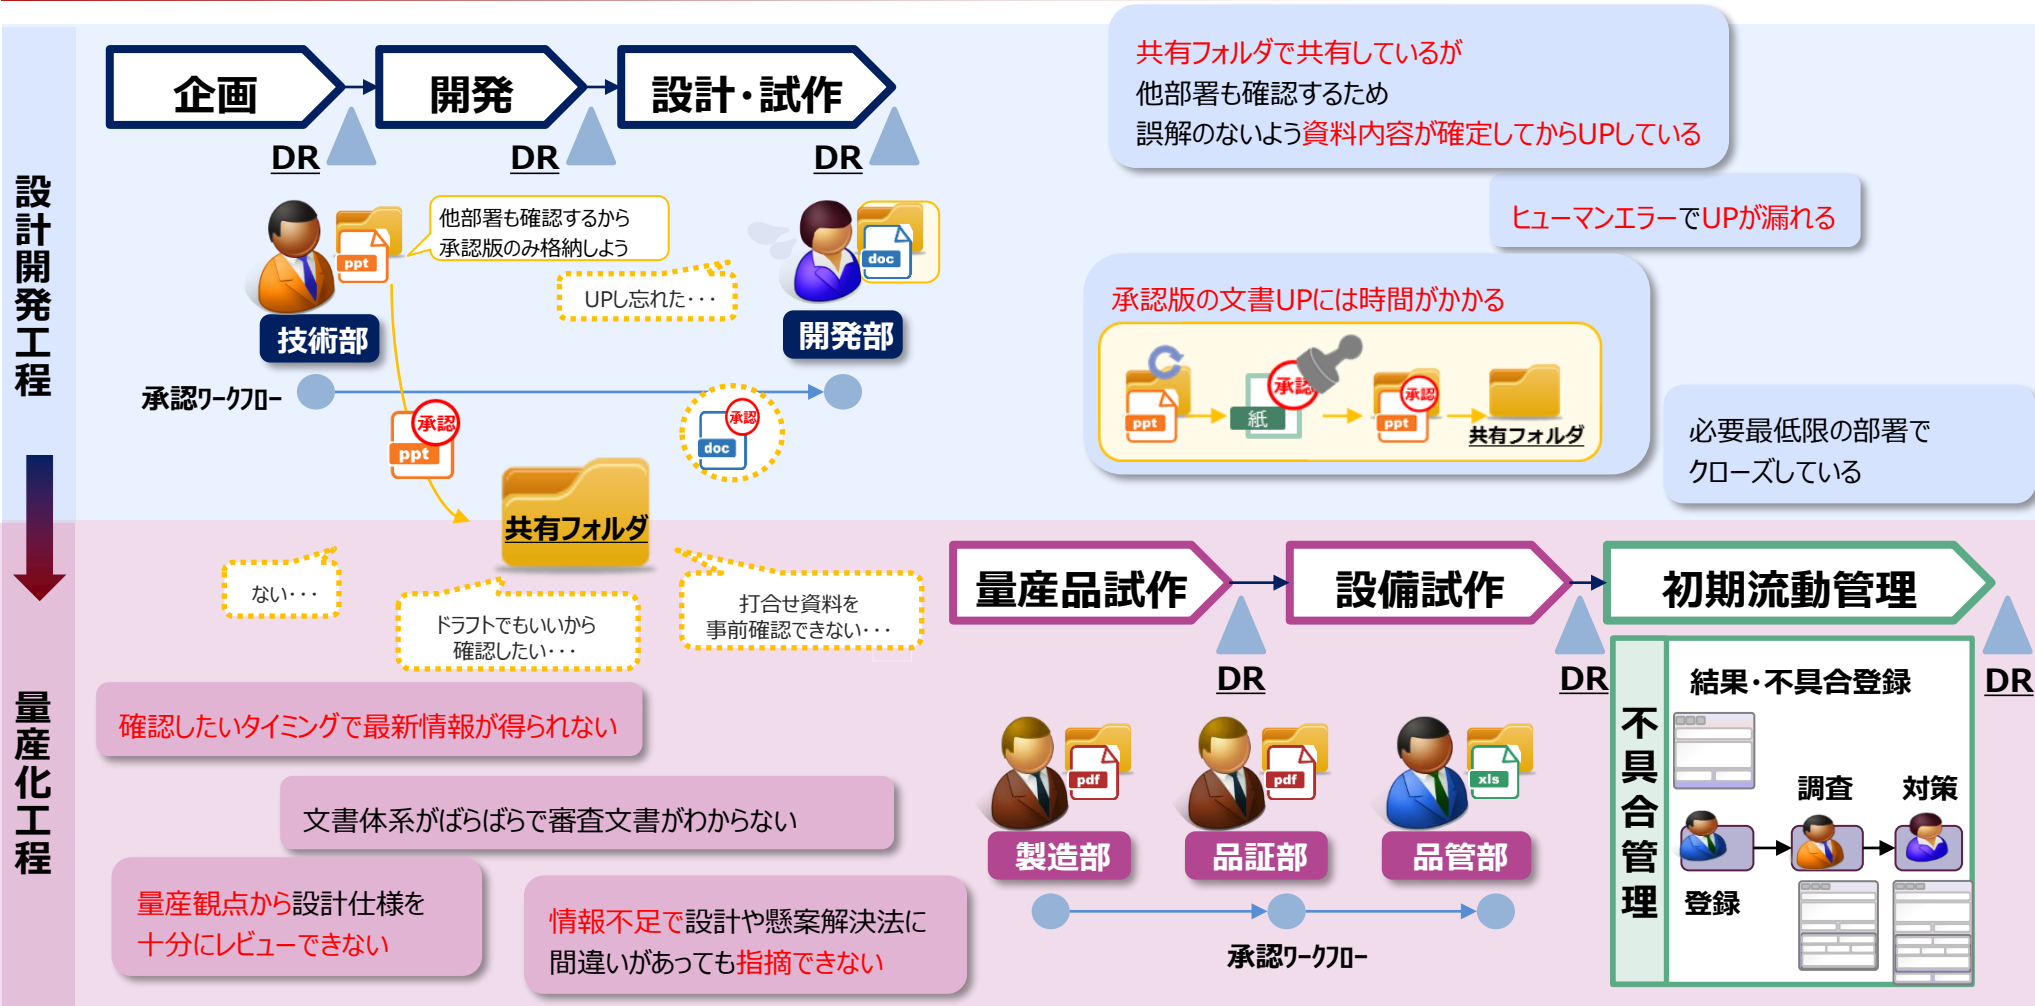 設計開発工程
企画
開発
設計・試作
DR
DR
DR
他部署も確認するから
承認版のみ格納しよう
ppt
UPし忘れた・・・
doc
技術部
開発部
承認ワークフロー
承認
ppt
承認
doc
共有フォルダ
共有フォルダで共有しているが
他部署も確認するため
誤解のないよう資料内容が確定してからUPしている
ヒューマンエラーでUPが漏れる
承認版の文書UPには時間がかかる
ppt
承認
紙
承認
ppt
共有フォルダ
必要最低限の部署で
クローズしている
量産化工程
ない・・・
ドラフトでもいいから
確認したい・・・
打合せ資料を
事前確認できない・・・
確認したいタイミングで最新情報が得られない
文書体系がばらばらで審査文書がわからない
量産観点から設計仕様を
十分にレビューできない
情報不足で設計や懸案解決法に
間違いがあっても指摘できない
量産品試作
設備試作
初期流動管理
DR
DR
DR
pdf
pdf
xls
製造部
品証部
品管部
承認ワークフロー
不具合管理
結果・不具合登録
調査
対策
登録